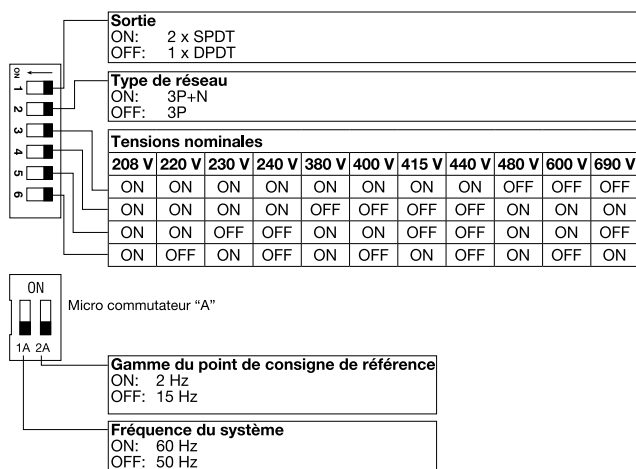 Sortie
ON: 2 x SPDT
OFF: 1 x DPDT
ON
1
2
3
4
5
6
Type de réseau
ON: 3P+N
OFF: 3P
Tensions nominales
208 V 220 V 230 V 240 V 380 V 400 V 415 V 440 V 480 V 600 V 690 V
ON ON ON ON ON ON ON ON OFF OFF OFF
ON ON ON ON OFF OFF OFF OFF ON ON ON
ON ON OFF OFF ON ON OFF OFF ON ON OFF
ON OFF ON OFF ON OFF ON OFF ON OFF ON
ON
Micro commutateur “A”
1A 2A
Gamme du point de consigne de référence
ON: 2 Hz
OFF: 15 Hz
Fréquence du système
ON: 60 Hz
OFF: 50 Hz